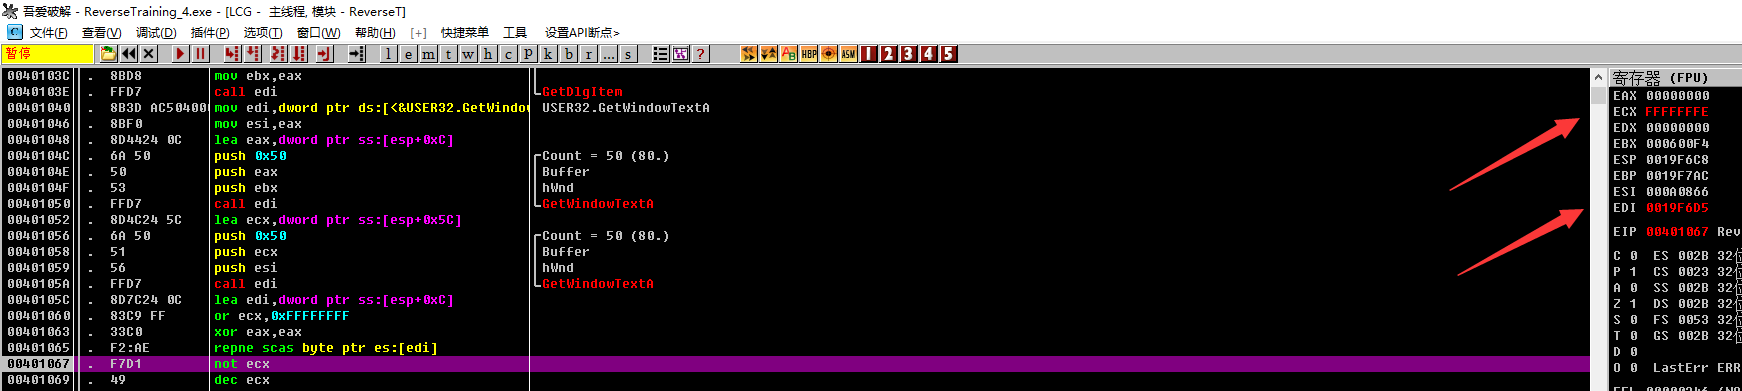 吾爱破解 - ReverseTraining_4.exe - [LCG - 主线程, 模块 - ReverseT]
C 文件(F) 查看(V) 调试(D) 插件(P) 选项(T) 窗口(W) 帮助(H) [+] 快捷菜单 工具 设置API断点>
暂停 l e m t w h c p k b r ... s ? HBP ASM 1 2 3 4 5
寄存器 (FPU)
0040103C . 8BD8 mov ebx,eax
0040103E . FFD7 call edi GetDlgItem
00401040 . 8B3D AC50400 mov edi,dword ptr ds:[<&USER32.GetWindow USER32.GetWindowTextA
00401046 . 8BF0 mov esi,eax
00401048 . 8D4424 0C lea eax,dword ptr ss:[esp+0xC]
0040104C . 6A 50 push 0x50 Count = 50 (80.)
0040104E . 50 push eax Buffer
0040104F . 53 push ebx hWnd
00401050 . FFD7 call edi GetWindowTextA
00401052 . 8D4C24 5C lea ecx,dword ptr ss:[esp+0x5C]
00401056 . 6A 50 push 0x50 Count = 50 (80.)
00401058 . 51 push ecx Buffer
00401059 . 56 push esi hWnd
0040105A . FFD7 call edi GetWindowTextA
0040105C . 8D7C24 0C lea edi,dword ptr ss:[esp+0xC]
00401060 . 83C9 FF or ecx,0xFFFFFFFF
00401063 . 33C0 xor eax,eax
00401065 . F2:AE repne scas byte ptr es:[edi]
00401067 . F7D1 not ecx
00401069 . 49 dec ecx
EAX 00000000
ECX FFFFFFFE
EDX 00000000
EBX 000600F4
ESP 0019F6C8
EBP 0019F7AC
ESI 000A0866
EDI 0019F6D5
EIP 00401067 Rev
C 0 ES 002B 32
P 1 CS 0023 32
A 0 SS 002B 32
Z 1 DS 002B 32
S 0 FS 0053 32
T 0 GS 002B 32
D 0
O 0 LastErr ERR